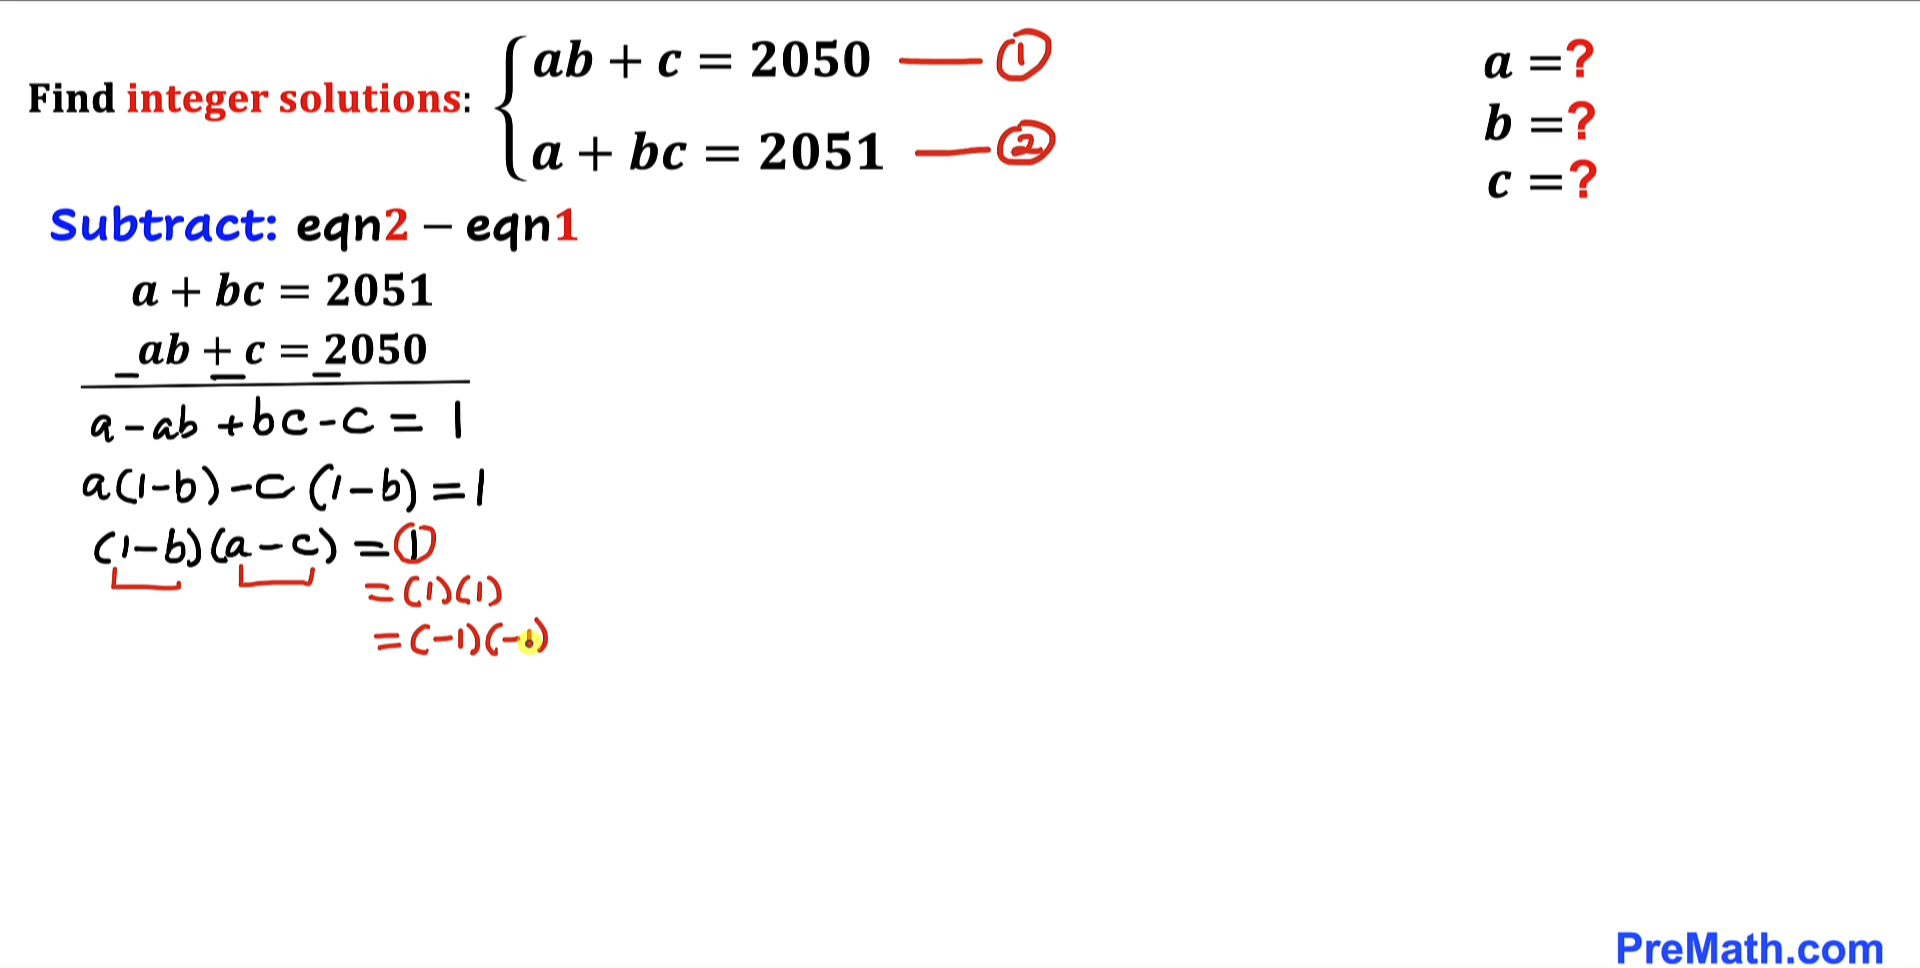 Find integer solutions:
ab + c = 2050 — ①
a + bc = 2051 — ②
a =?
b =?
c =?
Subtract: eqn2 – eqn1
a + bc = 2051
_ab + c = 2050
a - ab + bc - c = 1
a(1-b) - c(1-b) = 1
(1-b)(a-c) = ①
= (1)(1)
= (-1)(-1)
PreMath.com